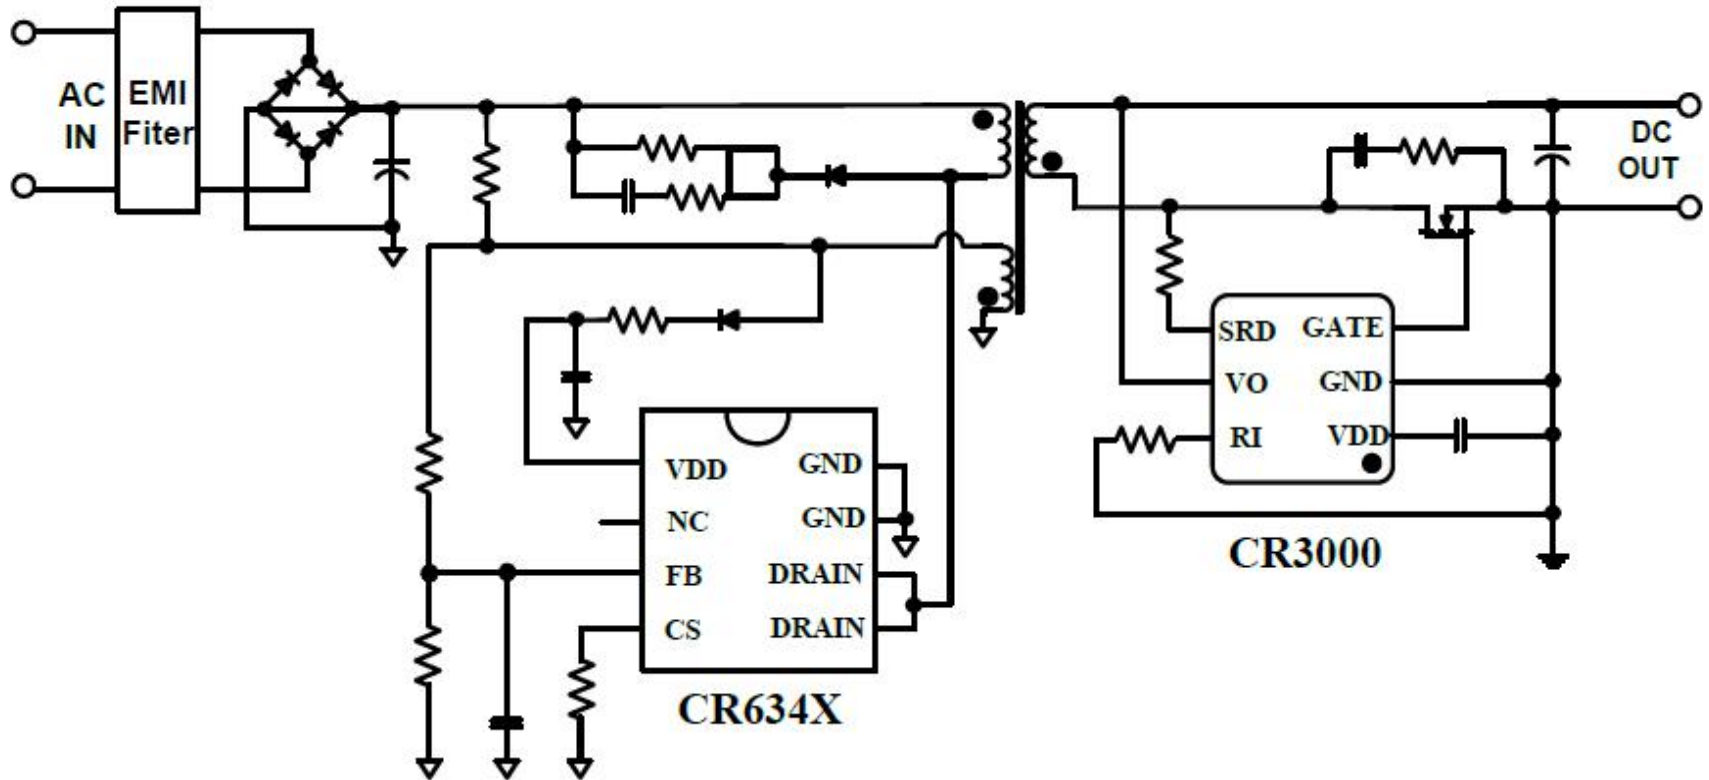 AC
IN
EMI
Fiter
DC
OUT
SRD
GATE
VO
GND
RI
VDD
CR3000
VDD
GND
NC
GND
FB
DRAIN
CS
DRAIN
CR634X